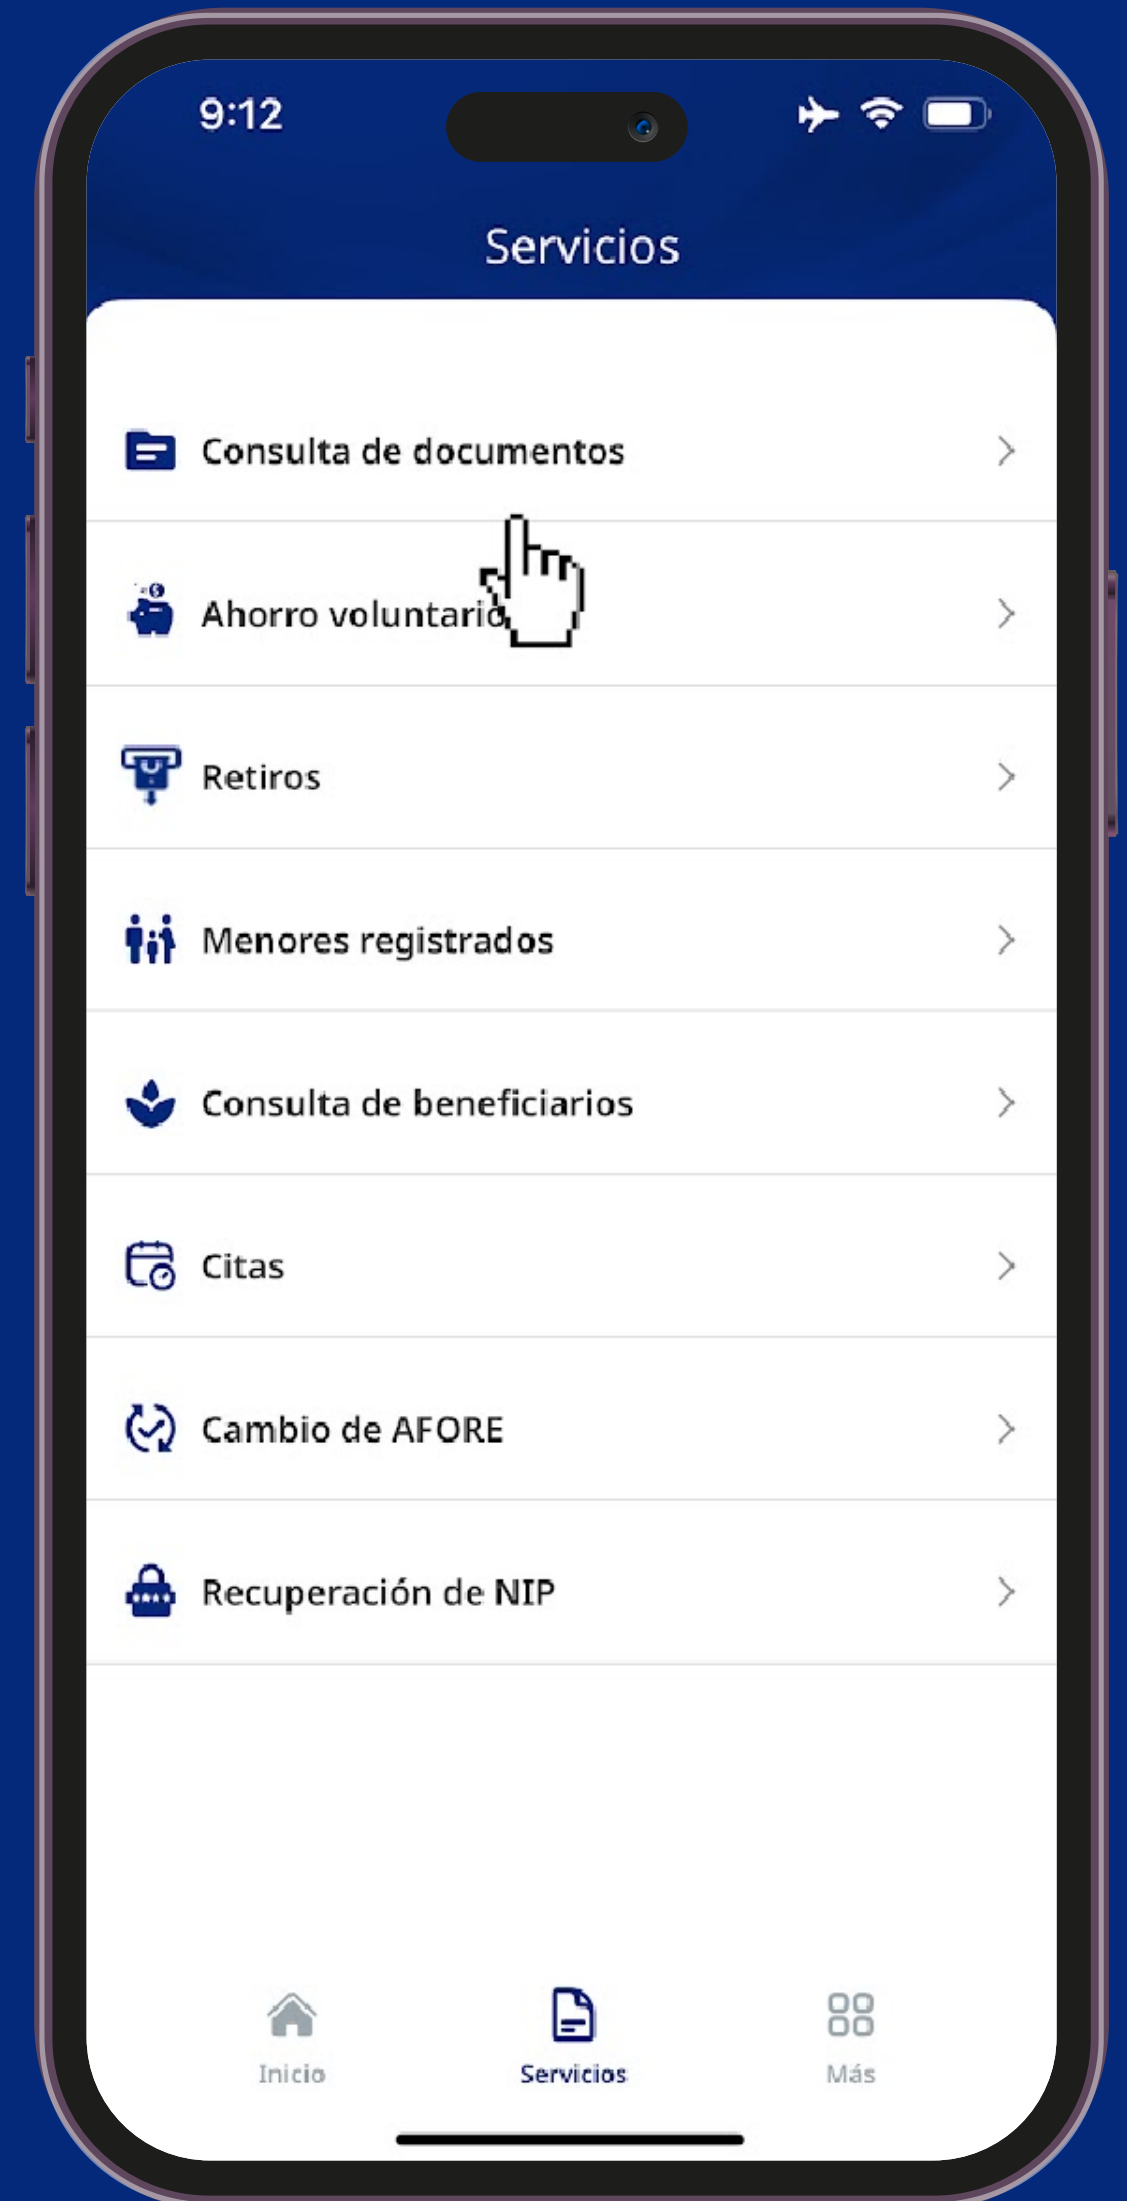 9:12
Servicios
Consulta de documentos
Ahorro voluntario
Retiros
Menores registrados
Consulta de beneficiarios
Citas
Cambio de AFORE
Recuperación de NIP
Inicio
Servicios
Más